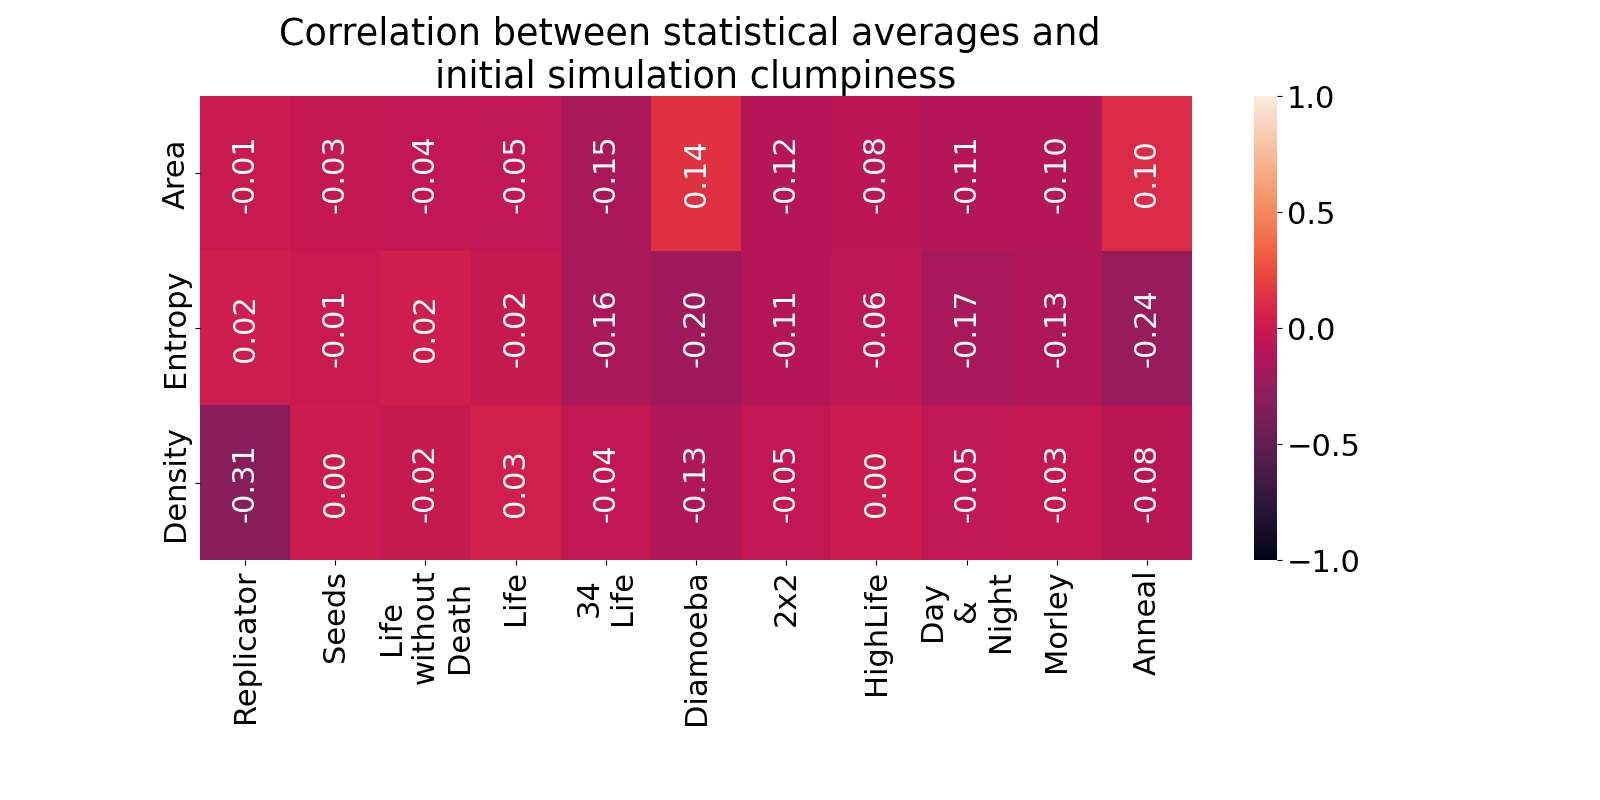 Correlation between statistical averages and
initial simulation clumpiness
Area
-0.01
-0.03
-0.04
-0.05
-0.15
0.14
-0.12
-0.08
-0.11
-0.10
0.10
Entropy
0.02
-0.01
0.02
-0.02
-0.16
-0.20
-0.11
-0.06
-0.17
-0.13
-0.24
Density
-0.31
0.00
-0.02
0.03
-0.04
-0.13
-0.05
0.00
-0.05
-0.03
-0.08
Replicator
Seeds
Life
without
Death
Life
34
Life
Diamoeba
2x2
HighLife
Day
&
Night
Morley
Anneal
1.0
0.5
0.0
−0.5
−1.0